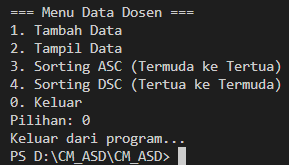 === Menu Data Dosen ===
1. Tambah Data
2. Tampil Data
3. Sorting ASC (Termuda ke Tertua)
4. Sorting DSC (Tertua ke Termuda)
0. Keluar
Pilihan: 0
Keluar dari program...
PS D:\CM_ASD\CM_ASD>